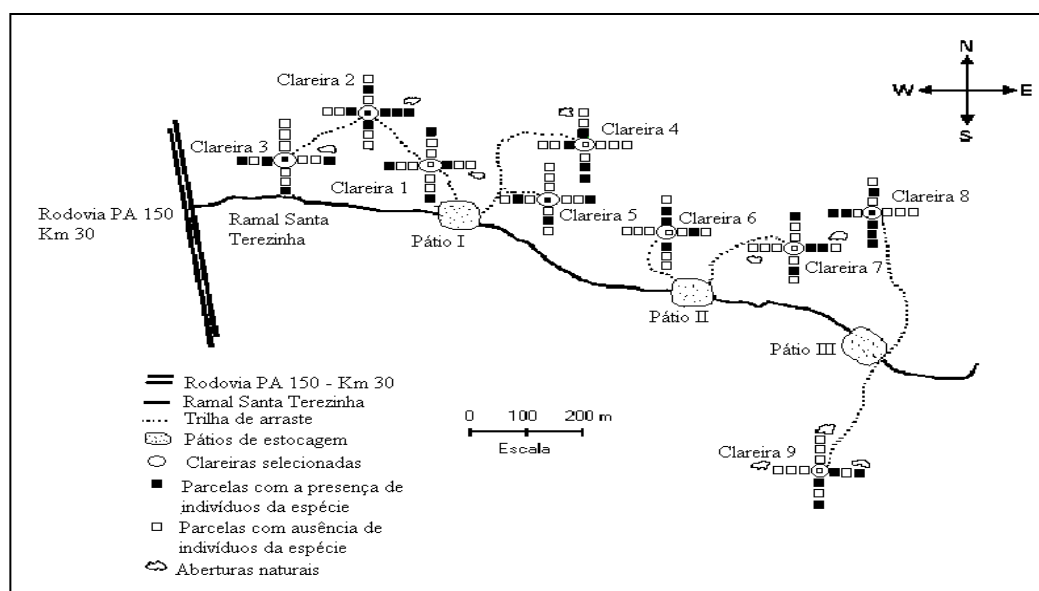 N
W E
S
Clareira 2
Clareira 3
Clareira 1
Clareira 4
Clareira 5
Clareira 6
Clareira 7
Clareira 8
Rodovia PA 150
Km 30
Ramal Santa
Terezinha
Pátio I
Pátio II
Pátio III
Clareira 9
Rodovia PA 150 - Km 30
Ramal Santa Terezinha
Trilha de arraste
Pátios de estocagem
Clareiras selecionadas
Parcelas com a presença de
indivíduos da espécie
Parcelas com ausência de
indivíduos da espécie
Aberturas naturais
0 100 200 m
Escala